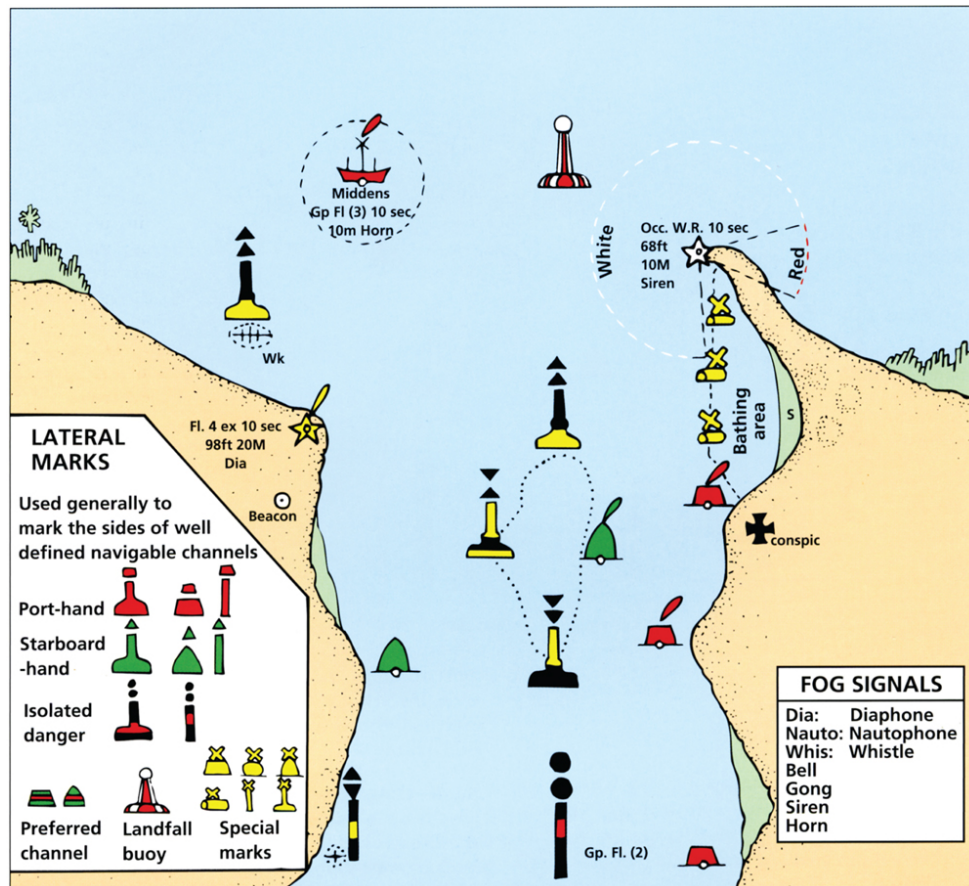 Middens
Gp Fl (3) 10 sec
10m Horn
White
Occ. W.R. 10 sec
68ft
10M
Siren
Red
Wk
Fl. 4 ex 10 sec
98ft 20M
Dia
Bathing
area
S
Beacon
conspic
LATERAL
MARKS
Used generally to
mark the sides of well
defined navigable channels
Port-hand
Starboard
-hand
Isolated
danger
Preferred
channel
Landfall
buoy
Special
marks
Gp. Fl. (2)
FOG SIGNALS
Dia: Diaphone
Nauto: Nautophone
Whis: Whistle
Bell
Gong
Siren
Horn